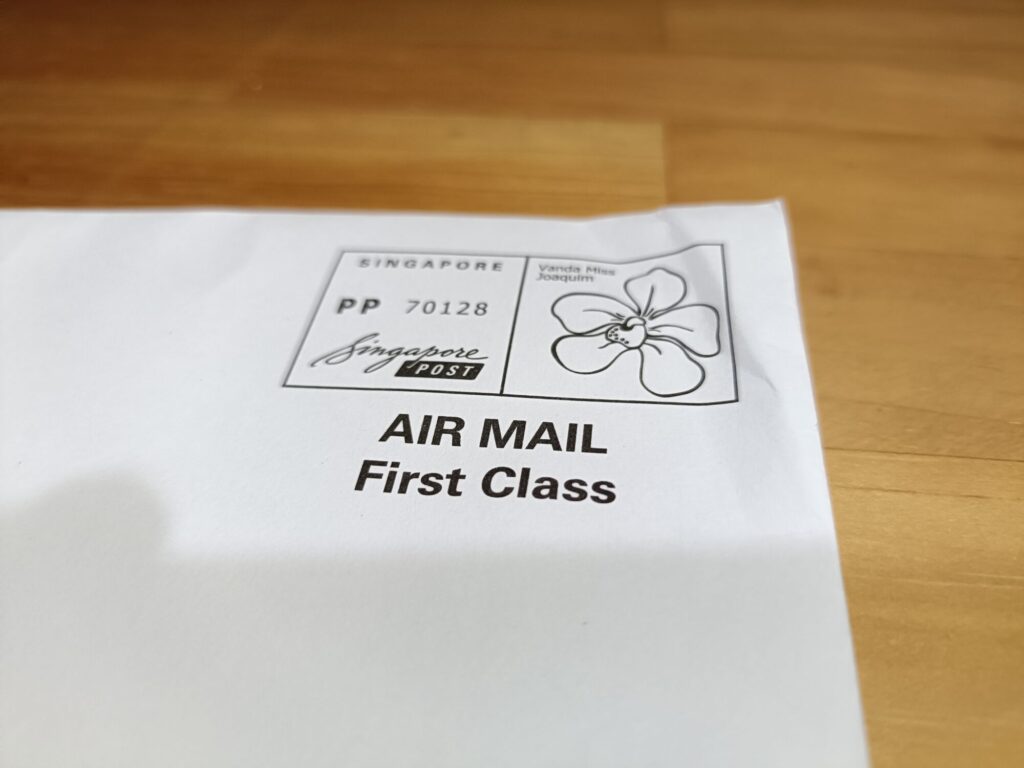 SINGAPORE
PP 70128
Singapore
POST
Vanda Miss
Joaquim
AIR MAIL
First Class